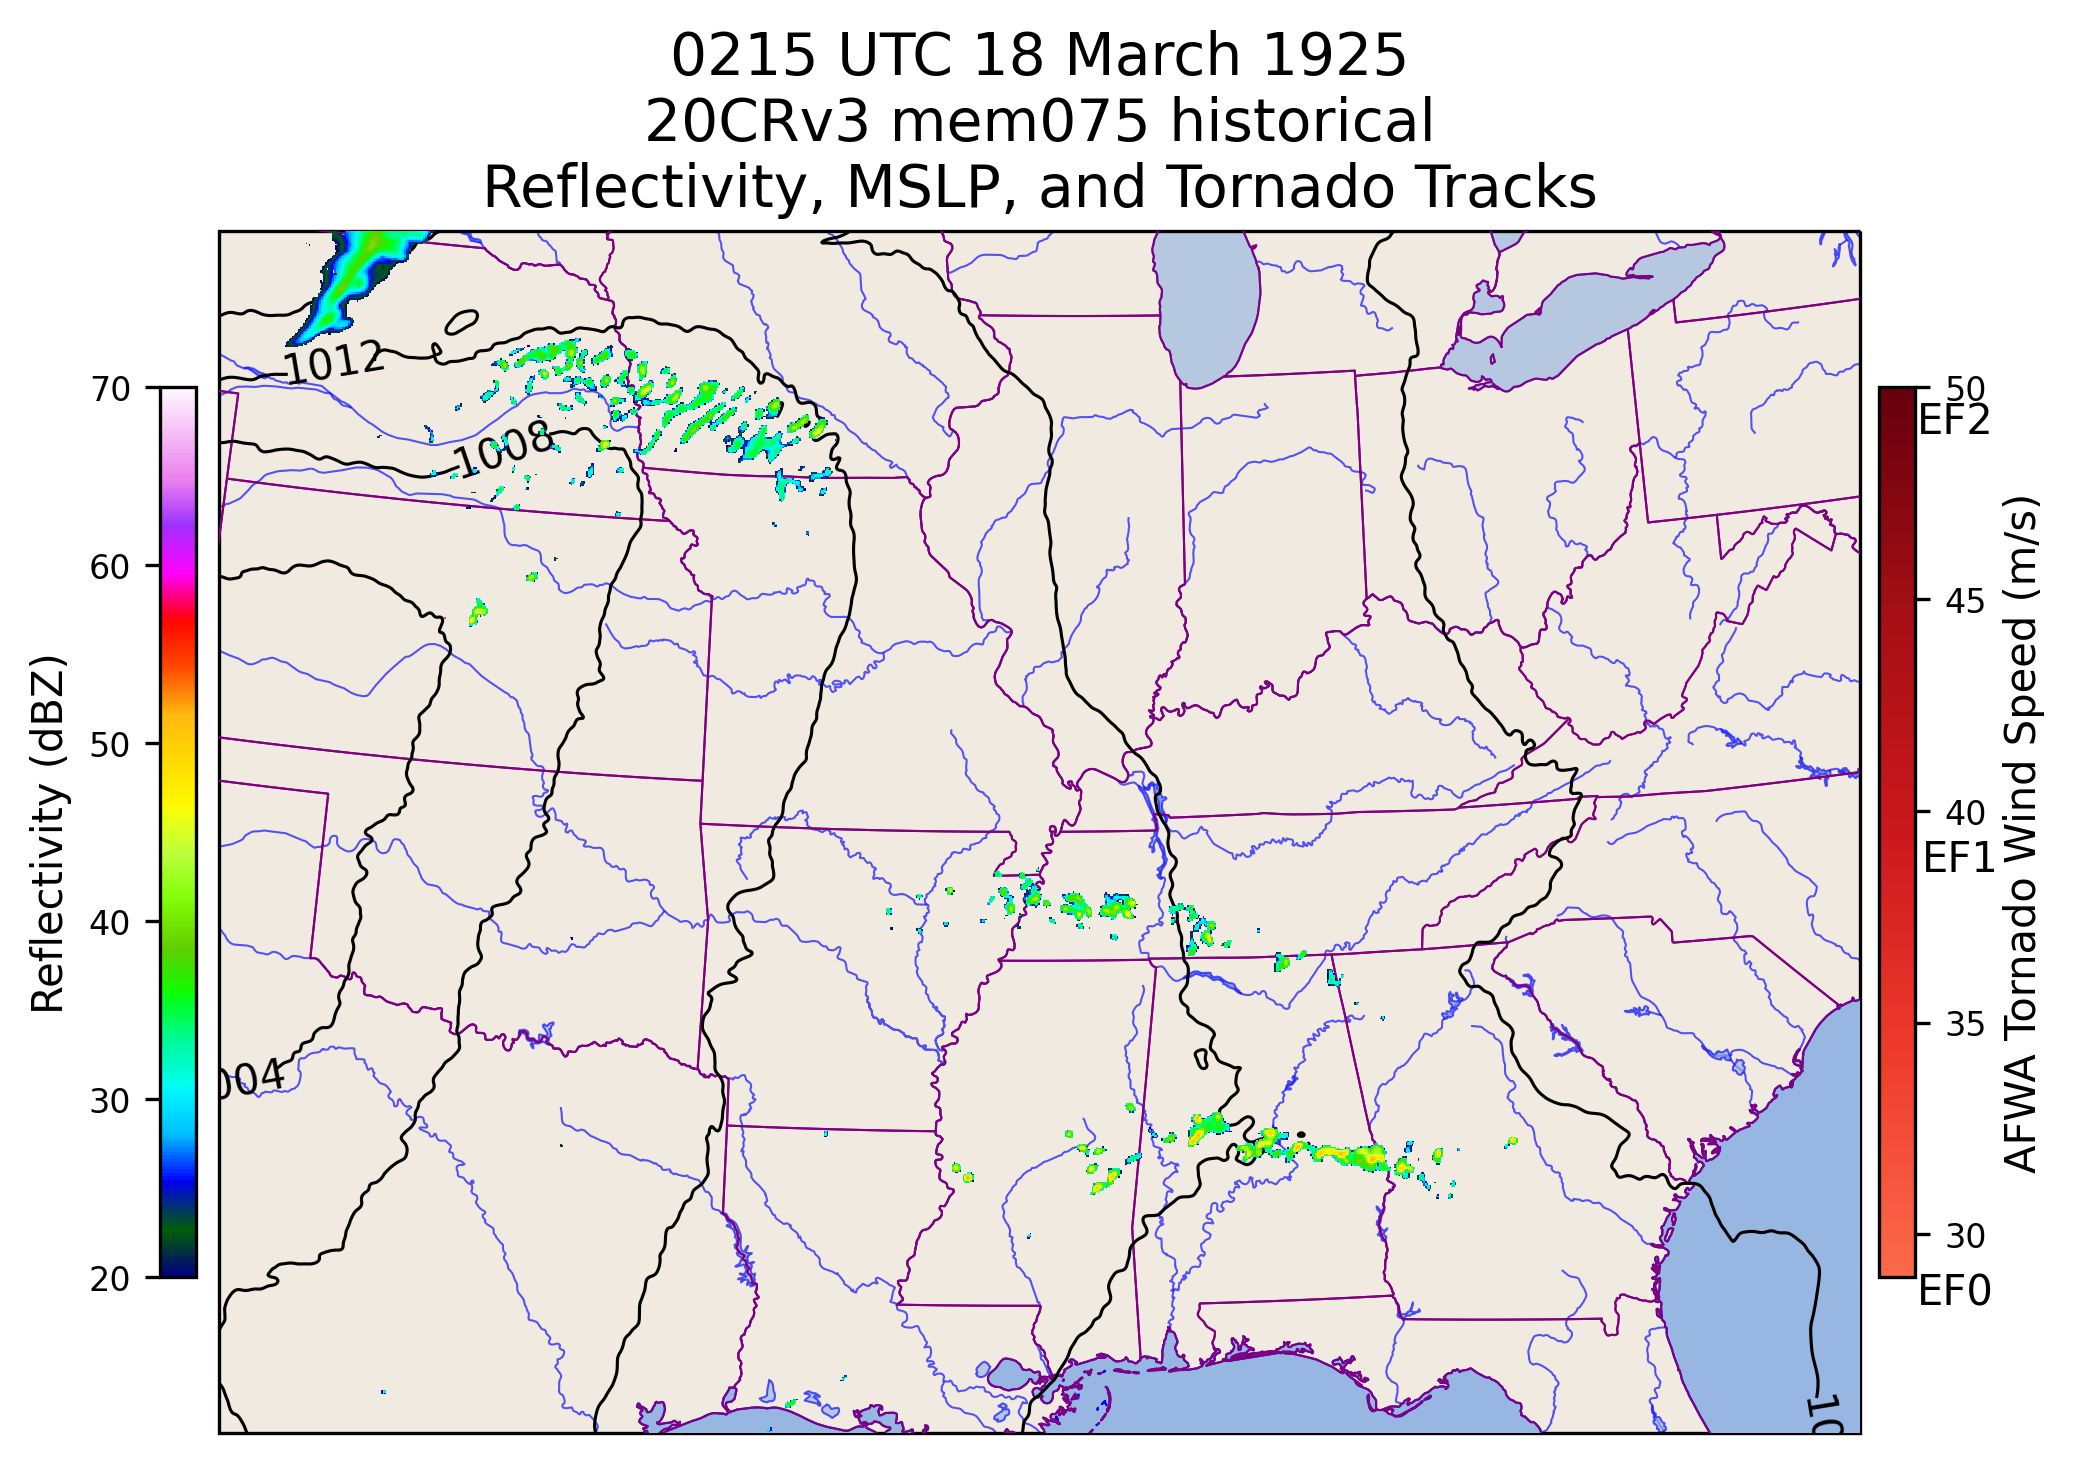 0215 UTC 18 March 1925
20CRv3 mem075 historical
Reflectivity, MSLP, and Tornado Tracks
1012
1008
004
10
70
60
50
40
30
20
Reflectivity (dBZ)
50
EF2
45
40
EF1
35
30
EF0
AFWA Tornado Wind Speed (m/s)